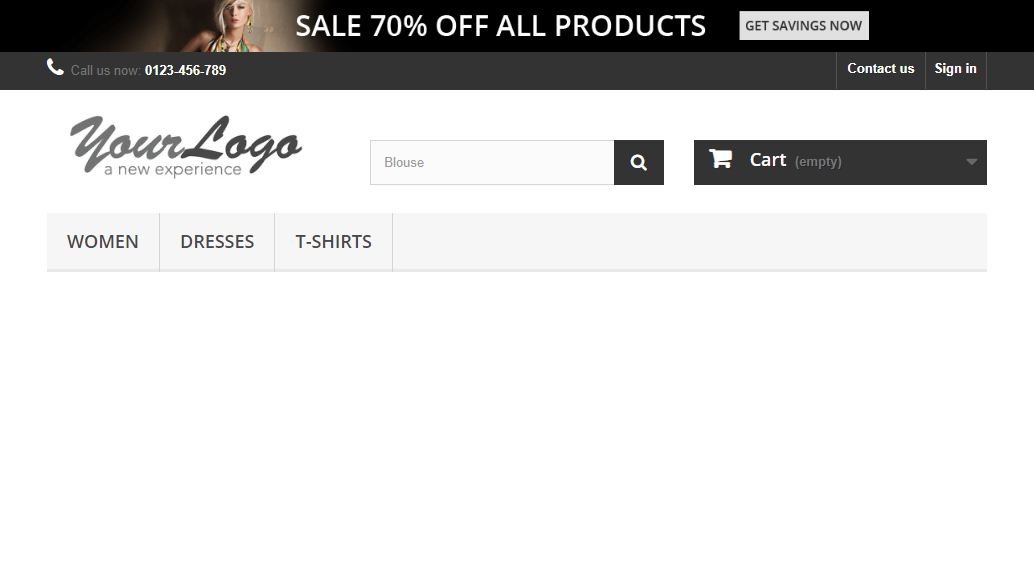 SALE 70% OFF ALL PRODUCTS
GET SAVINGS NOW
Call us now: 0123-456-789
Contact us
Sign in
YourLogo
a new experience
Blouse
Cart (empty)
WOMEN
DRESSES
T-SHIRTS